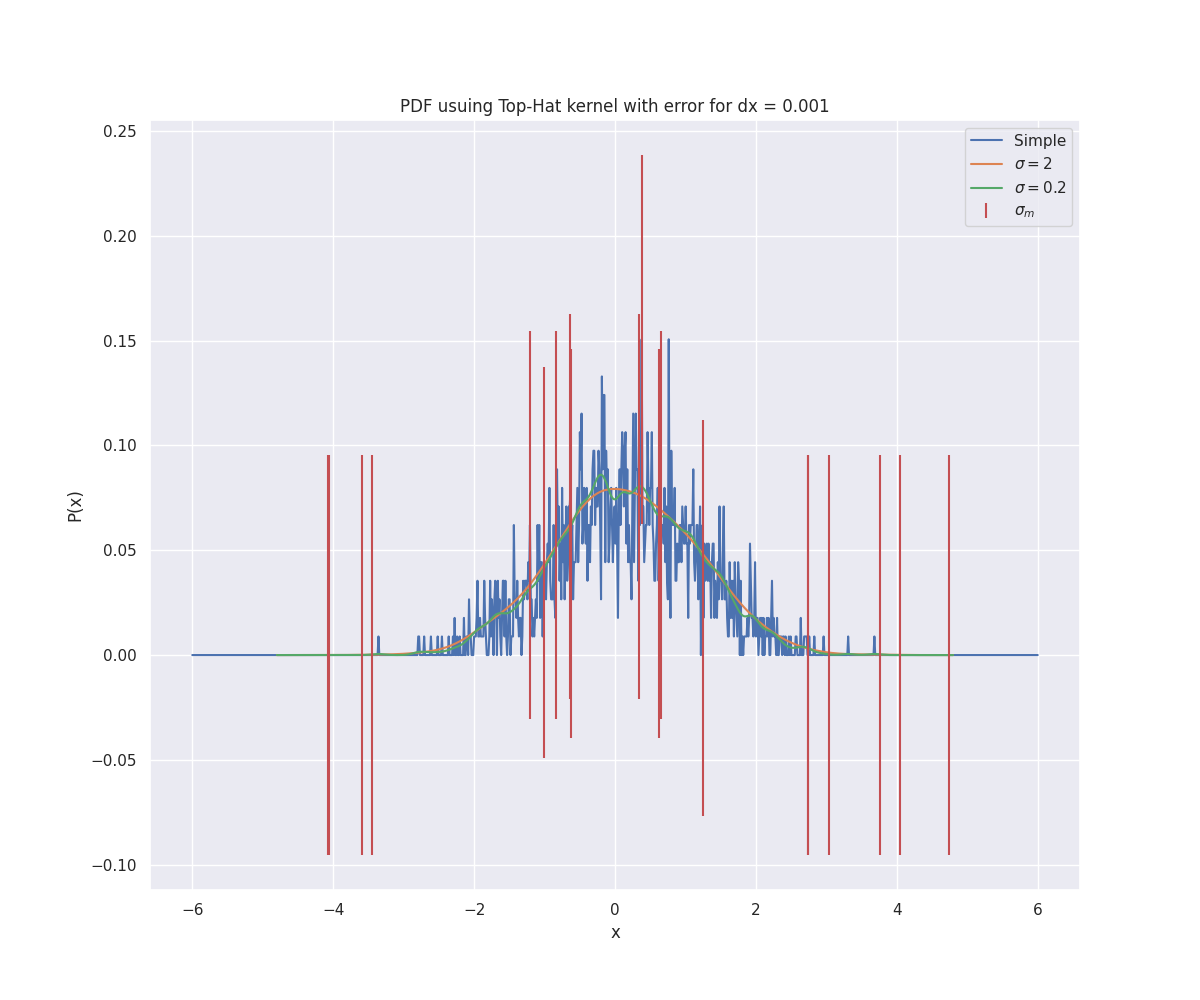 PDF usuing Top-Hat kernel with error for dx = 0.001
0.25
0.20
0.15
0.10
0.05
0.00
−0.05
−0.10
P(x)
Simple
σ = 2
σ = 0.2
σm
−6 −4 −2 0 2 4 6
x